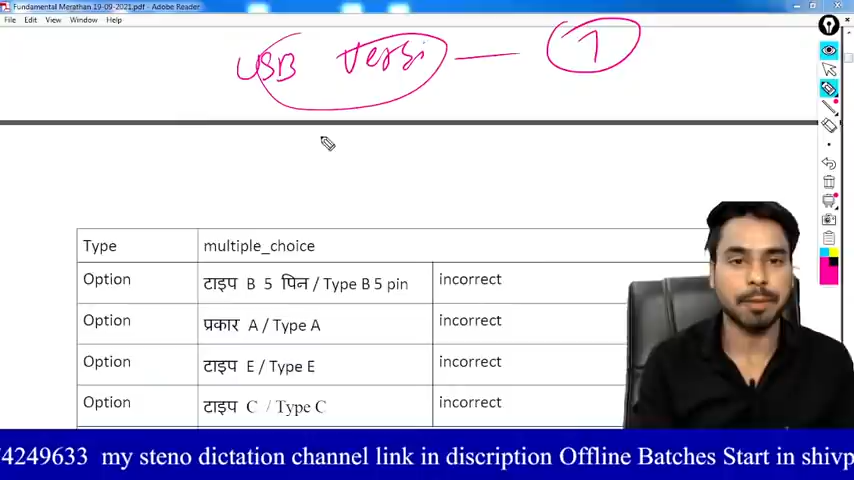 Fundamental Merathan 19-09-2021.pdf - Adobe Reader
File Edit View Window Help
USB Versi — 7
Type multiple_choice
Option टाइप B 5 पिन / Type B 5 pin incorrect
Option प्रकार A / Type A incorrect
Option टाइप E / Type E incorrect
Option टाइप C / Type C incorrect
4249633 my steno dictation channel link in discription Offline Batches Start in shivp